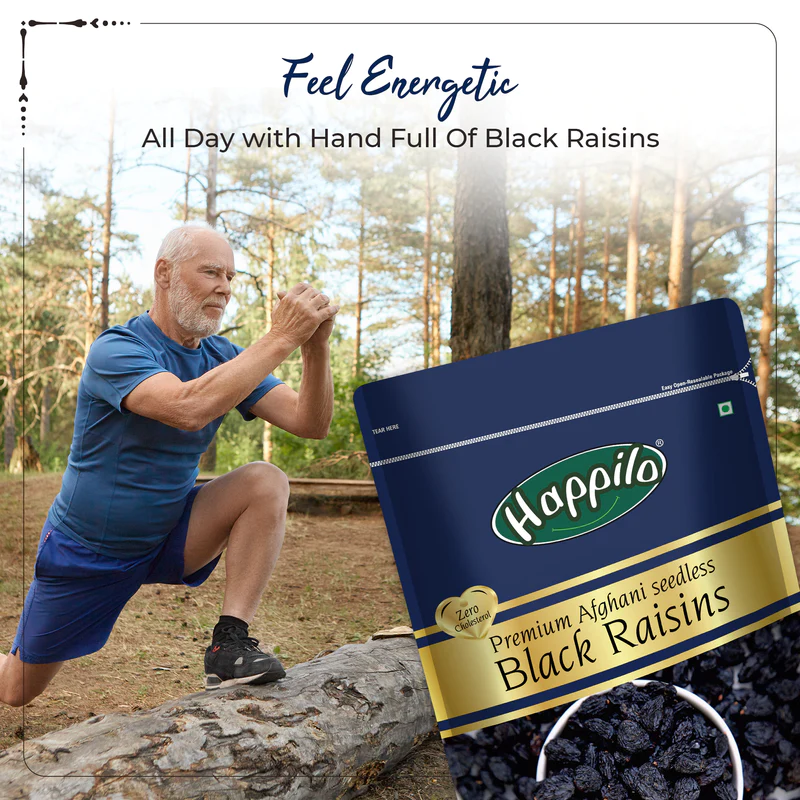 Feel Energetic
All Day with Hand Full Of Black Raisins
Easy Open-Resealable Package
TEAR HERE
Happilo®
Zero
Cholesterol
Premium Afghani seedless
Black Raisins